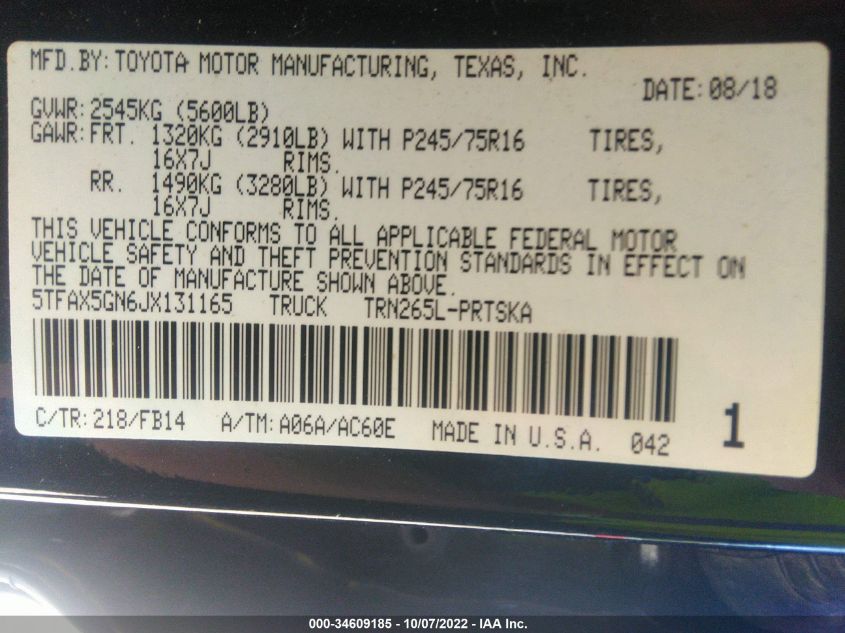 MFD.BY:TOYOTA MOTOR MANUFACTURING, TEXAS, INC.
DATE:08/18
GVWR:2545KG (5600LB)
GAWR:FRT. 1320KG (2910LB) WITH P245/75R16 TIRES,
16X7J RIMS.
RR. 1490KG (3280LB) WITH P245/75R16 TIRES,
16X7J RIMS.
THIS VEHICLE CONFORMS TO ALL APPLICABLE FEDERAL MOTOR
VEHICLE SAFETY AND THEFT PREVENTION STANDARDS IN EFFECT ON
THE DATE OF MANUFACTURE SHOWN ABOVE.
5TFAX5GN6JX131165 TRUCK TRN265L-PRTSKA
C/TR:218/FB14 A/TM:A06A/AC60E MADE IN U.S.A. 042 1
000-34609185 - 10/07/2022 - IAA Inc.